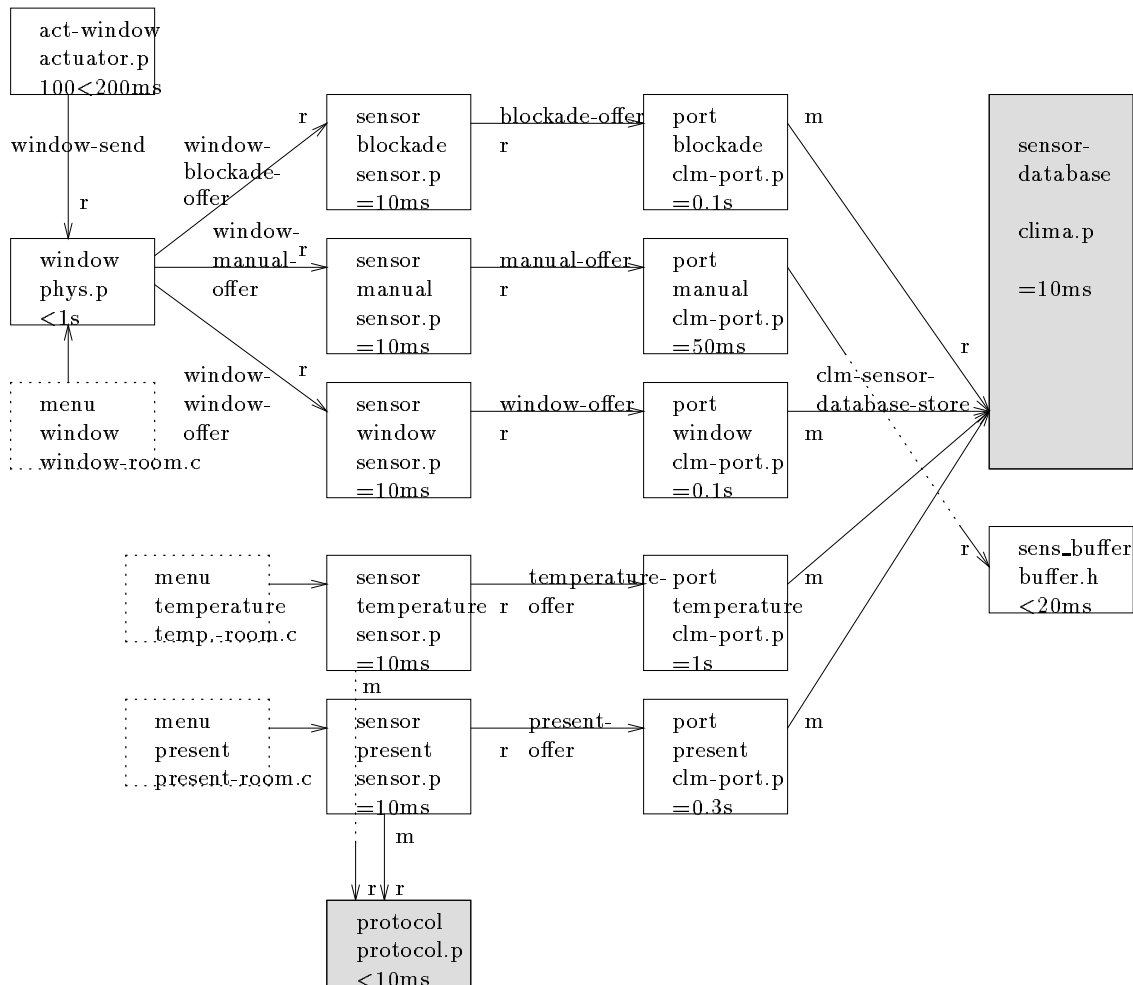 act-window
actuator.p
100<200ms
window-send
r
window
phys.p
<1s
menu
window
window-room.c
window-
blockade-
offer
r
window-
manual-
offer
r
window-
window-
offer
r
sensor
blockade
sensor.p
=10ms
blockade-offer
r
port
blockade
clm-port.p
=0.1s
m
sensor
manual
sensor.p
=10ms
manual-offer
r
port
manual
clm-port.p
=50ms
sensor
window
sensor.p
=10ms
window-offer
r
port
window
clm-port.p
=0.1s
clm-sensor-
database-store
m
r
sensor-
database
clima.p
=10ms
r
sens_buffer
buffer.h
<20ms
menu
temperature
temp.-room.c
sensor
temperature
sensor.p
=10ms
m
temperature-
offer
r
port
temperature
clm-port.p
=1s
m
menu
present
present-room.c
sensor
present
sensor.p
=10ms
m
present-
offer
r
port
present
clm-port.p
=0.3s
m
r
r
protocol
protocol.p
<10ms